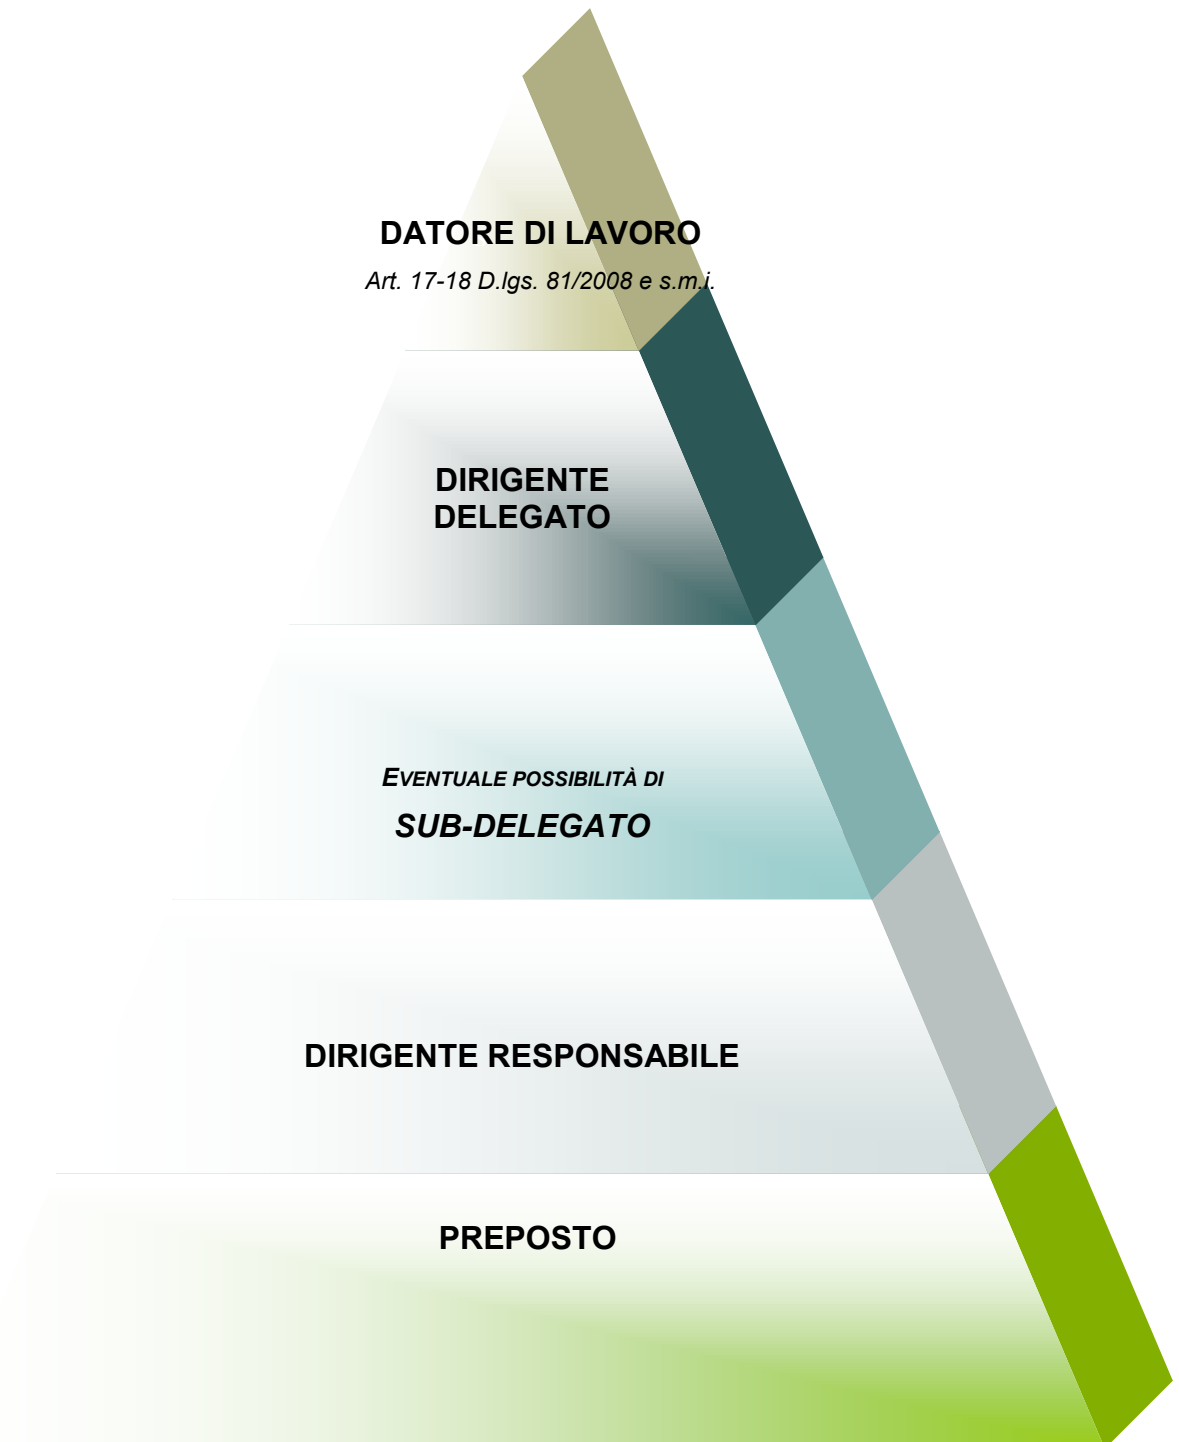 DATORE DI LAVORO
Art. 17-18 D.lgs. 81/2008 e s.m.i.
DIRIGENTE
DELEGATO
EVENTUALE POSSIBILITÀ DI
SUB-DELEGATO
DIRIGENTE RESPONSABILE
PREPOSTO